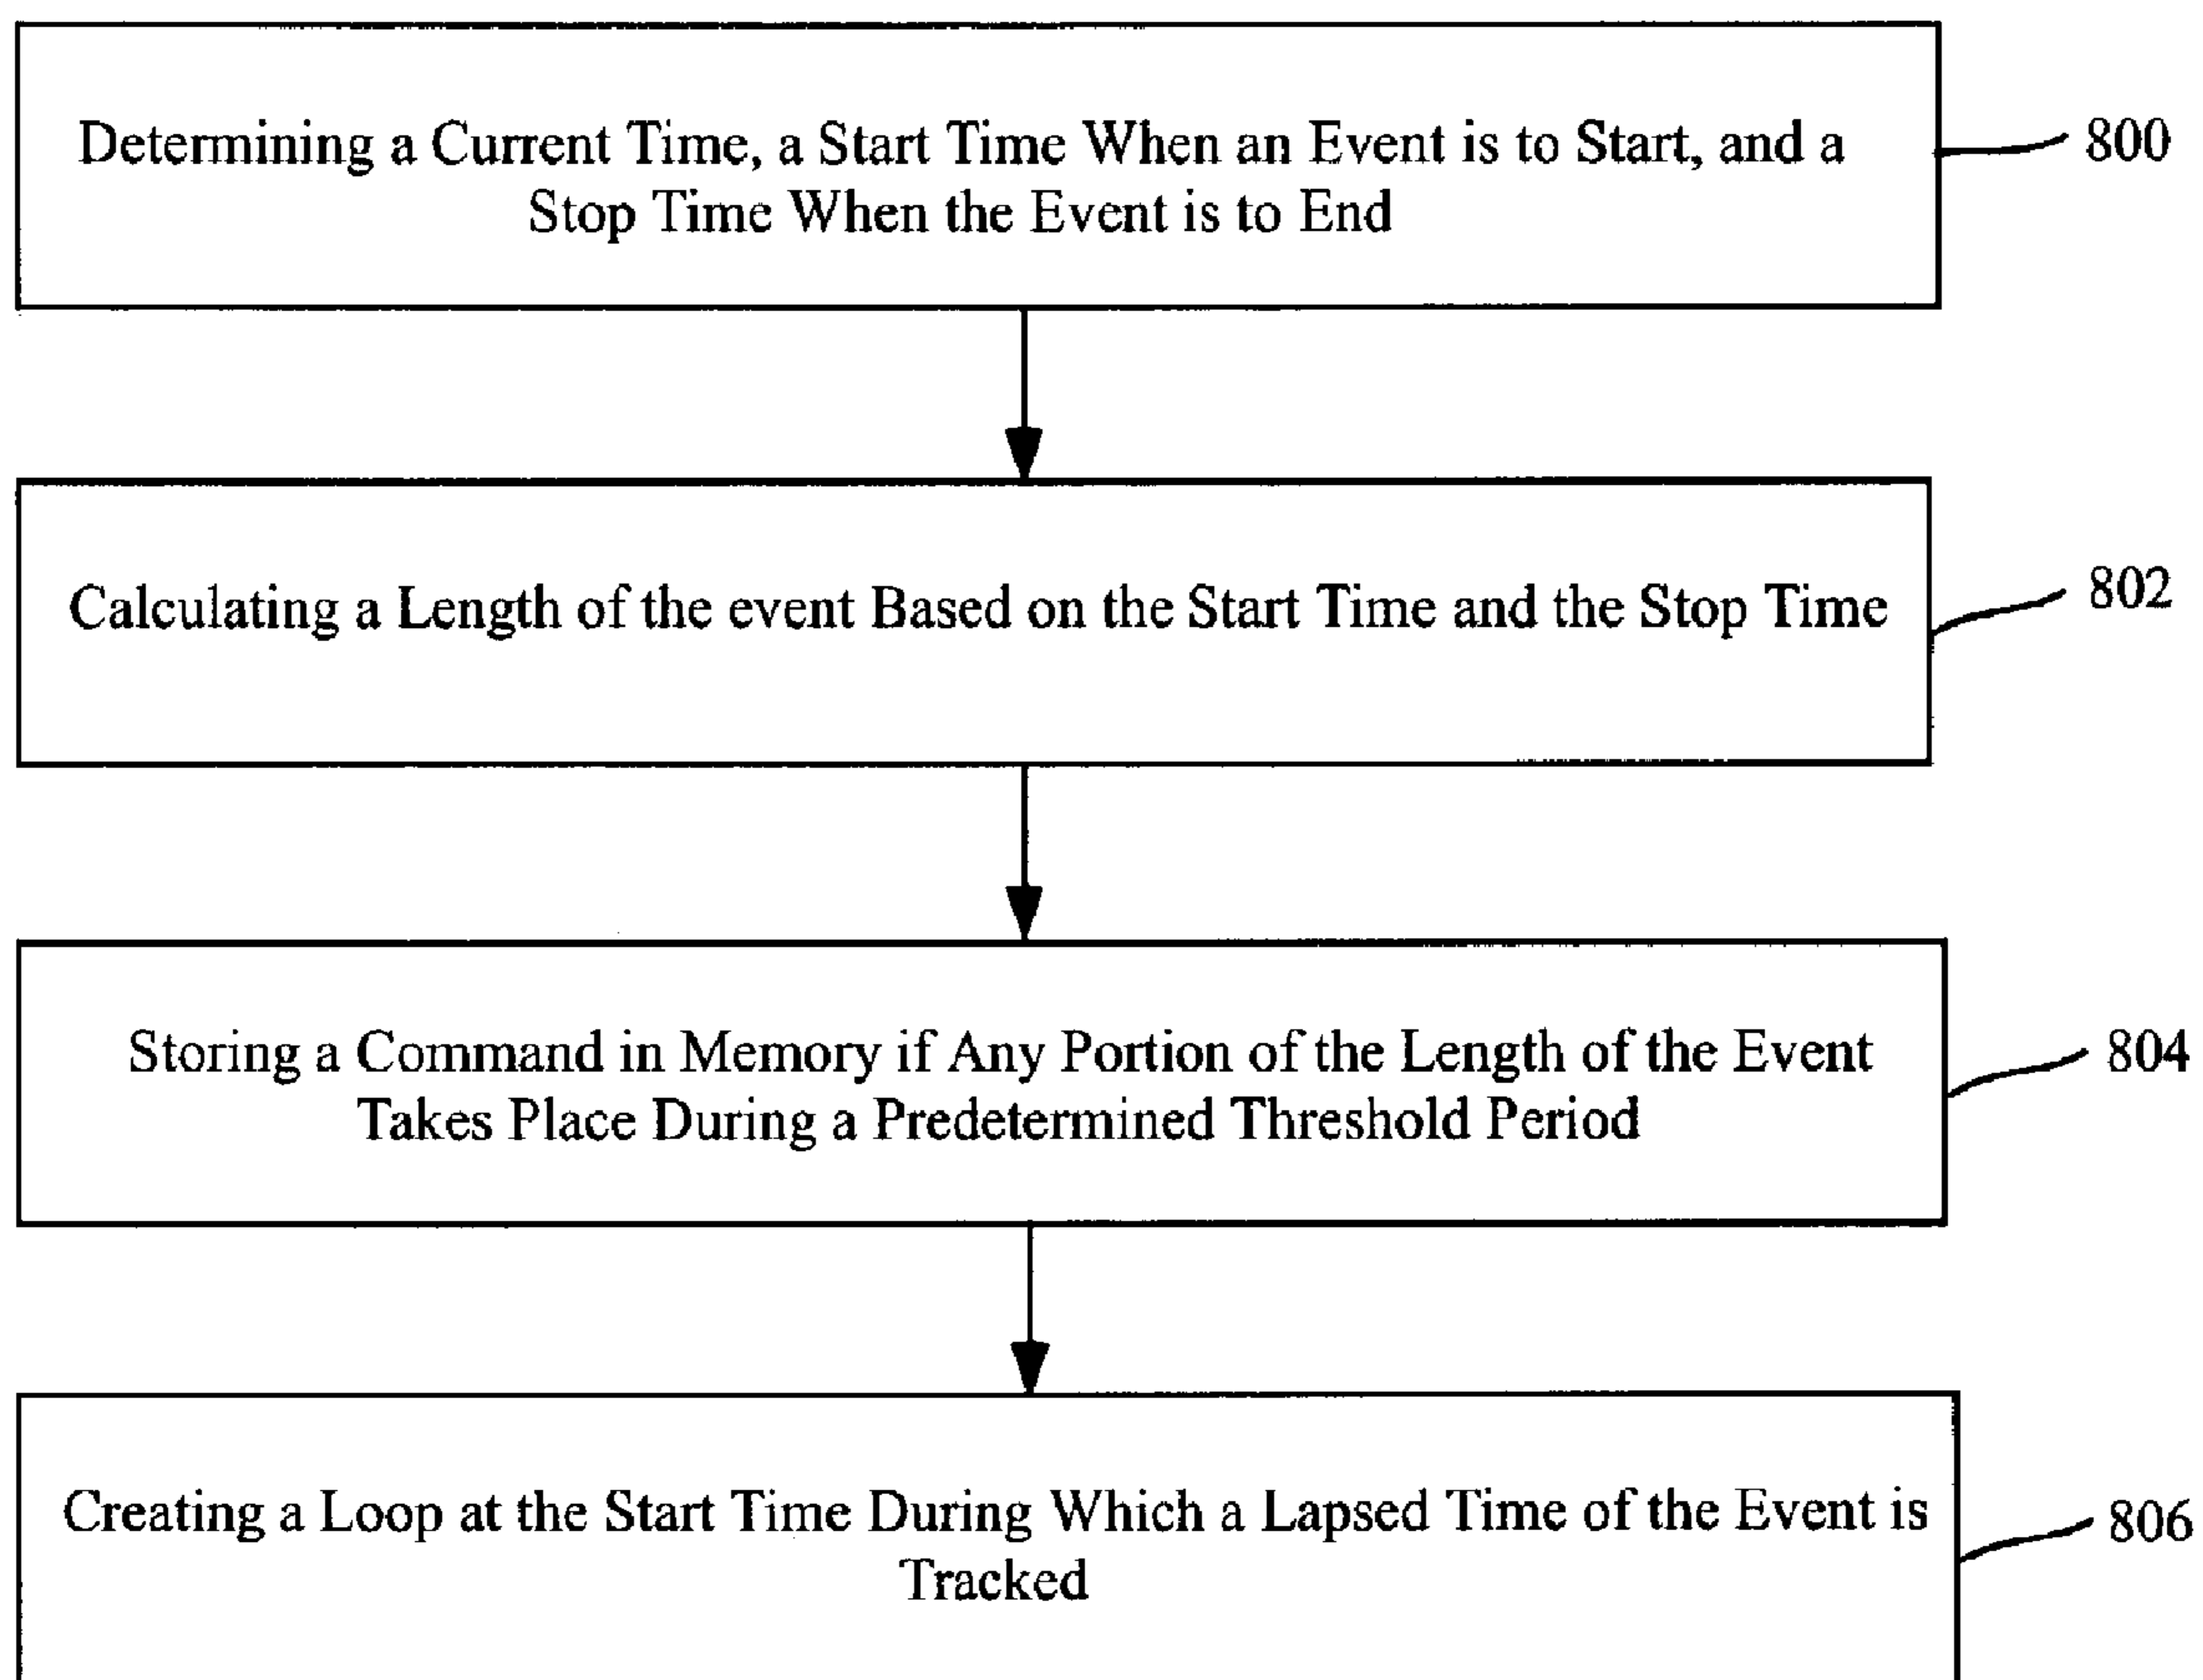 Determining a Current Time, a Start Time When an Event is to Start, and a
Stop Time When the Event is to End
800
Calculating a Length of the event Based on the Start Time and the Stop Time
802
Storing a Command in Memory if Any Portion of the Length of the Event
Takes Place During a Predetermined Threshold Period
804
Creating a Loop at the Start Time During Which a Lapsed Time of the Event is
Tracked
806